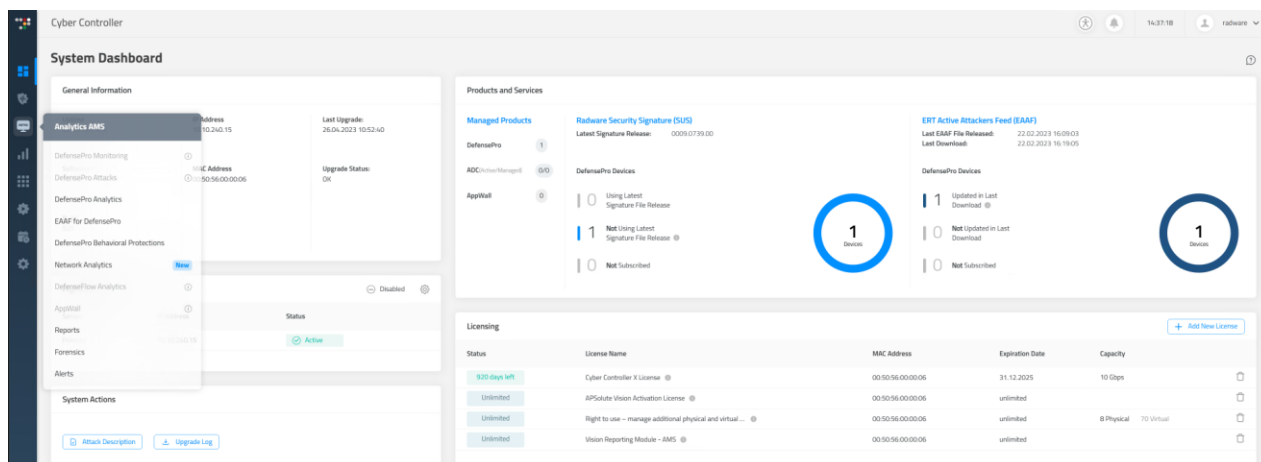 Cyber Controller
14:37:18
radware
System Dashboard
General Information
Address
10.240.15
Last Upgrade:
26.04.2023 10:52:40
MAC Address
00:50:56:00:00:06
Upgrade Status:
OK
Analytics AMS
DefensePro Monitoring
DefensePro Attacks
DefensePro Analytics
EAAF for DefensePro
DefensePro Behavioral Protections
Network Analytics New
DefenseFlow Analytics
AppWall
Reports
Forensics
Alerts
Disabled
Status
Active
System Actions
Attack Description
Upgrade Log
Products and Services
Managed Products
DefensePro 1
ADC(Active/Managed) 0/0
AppWall 0
Radware Security Signature (SUS)
Latest Signature Release: 0009.0739.00
DefensePro Devices
0 Using Latest
Signature File Release
1 Not Using Latest
Signature File Release
0 Not Subscribed
1
Devices
ERT Active Attackers Feed (EAAF)
Last EAAF File Released: 22.02.2023 16:09:03
Last Download: 22.02.2023 16:19:05
DefensePro Devices
1 Updated in Last
Download
0 Not Updated in Last
Download
0 Not Subscribed
1
Devices
Licensing
Add New License
Status License Name MAC Address Expiration Date Capacity
920 days left Cyber Controller X License 00:50:56:00:00:06 31.12.2025 10 Gbps
Unlimited APSolute Vision Activation License 00:50:56:00:00:06 unlimited
Unlimited Right to use – manage additional physical and virtual ... 00:50:56:00:00:06 unlimited 8 Physical 70 Virtual
Unlimited Vision Reporting Module - AMS 00:50:56:00:00:06 unlimited